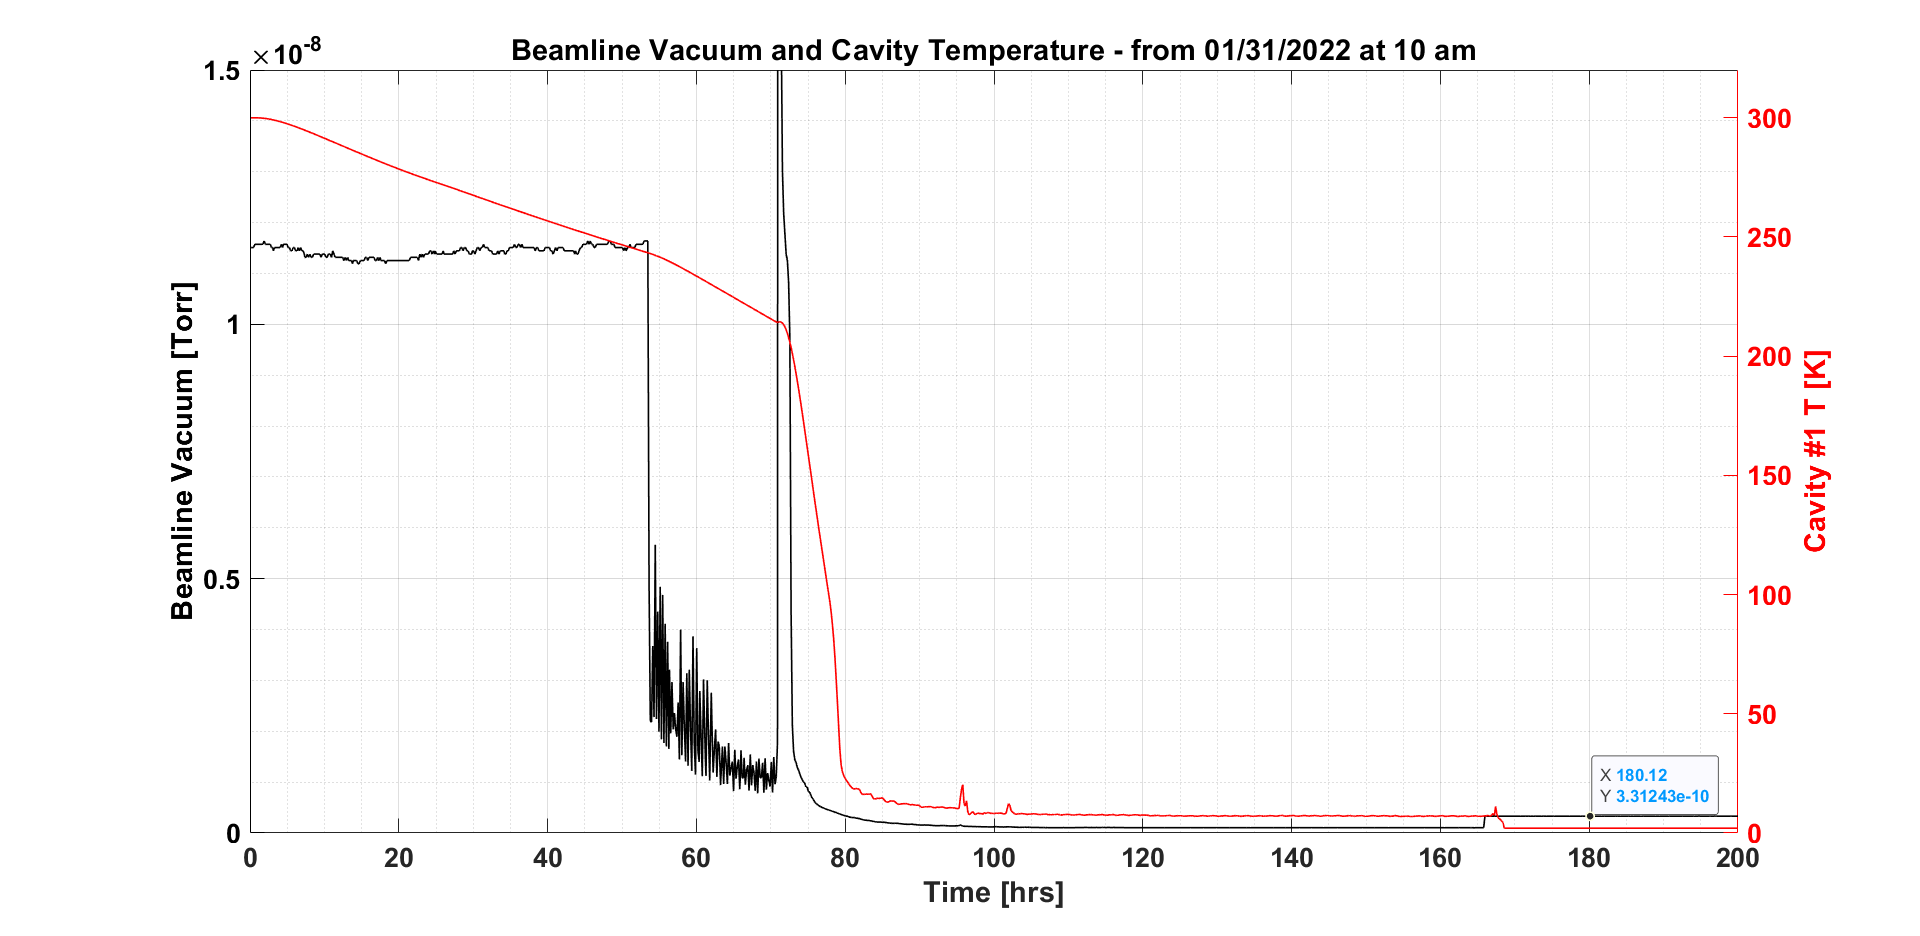 Beamline Vacuum and Cavity Temperature - from 01/31/2022 at 10 am
×10^-8
1.5
1
0.5
0
Beamline Vacuum [Torr]
300
250
200
150
100
50
0
Cavity #1 T [K]
X 180.12
Y 3.31243e-10
0 20 40 60 80 100 120 140 160 180 200
Time [hrs]